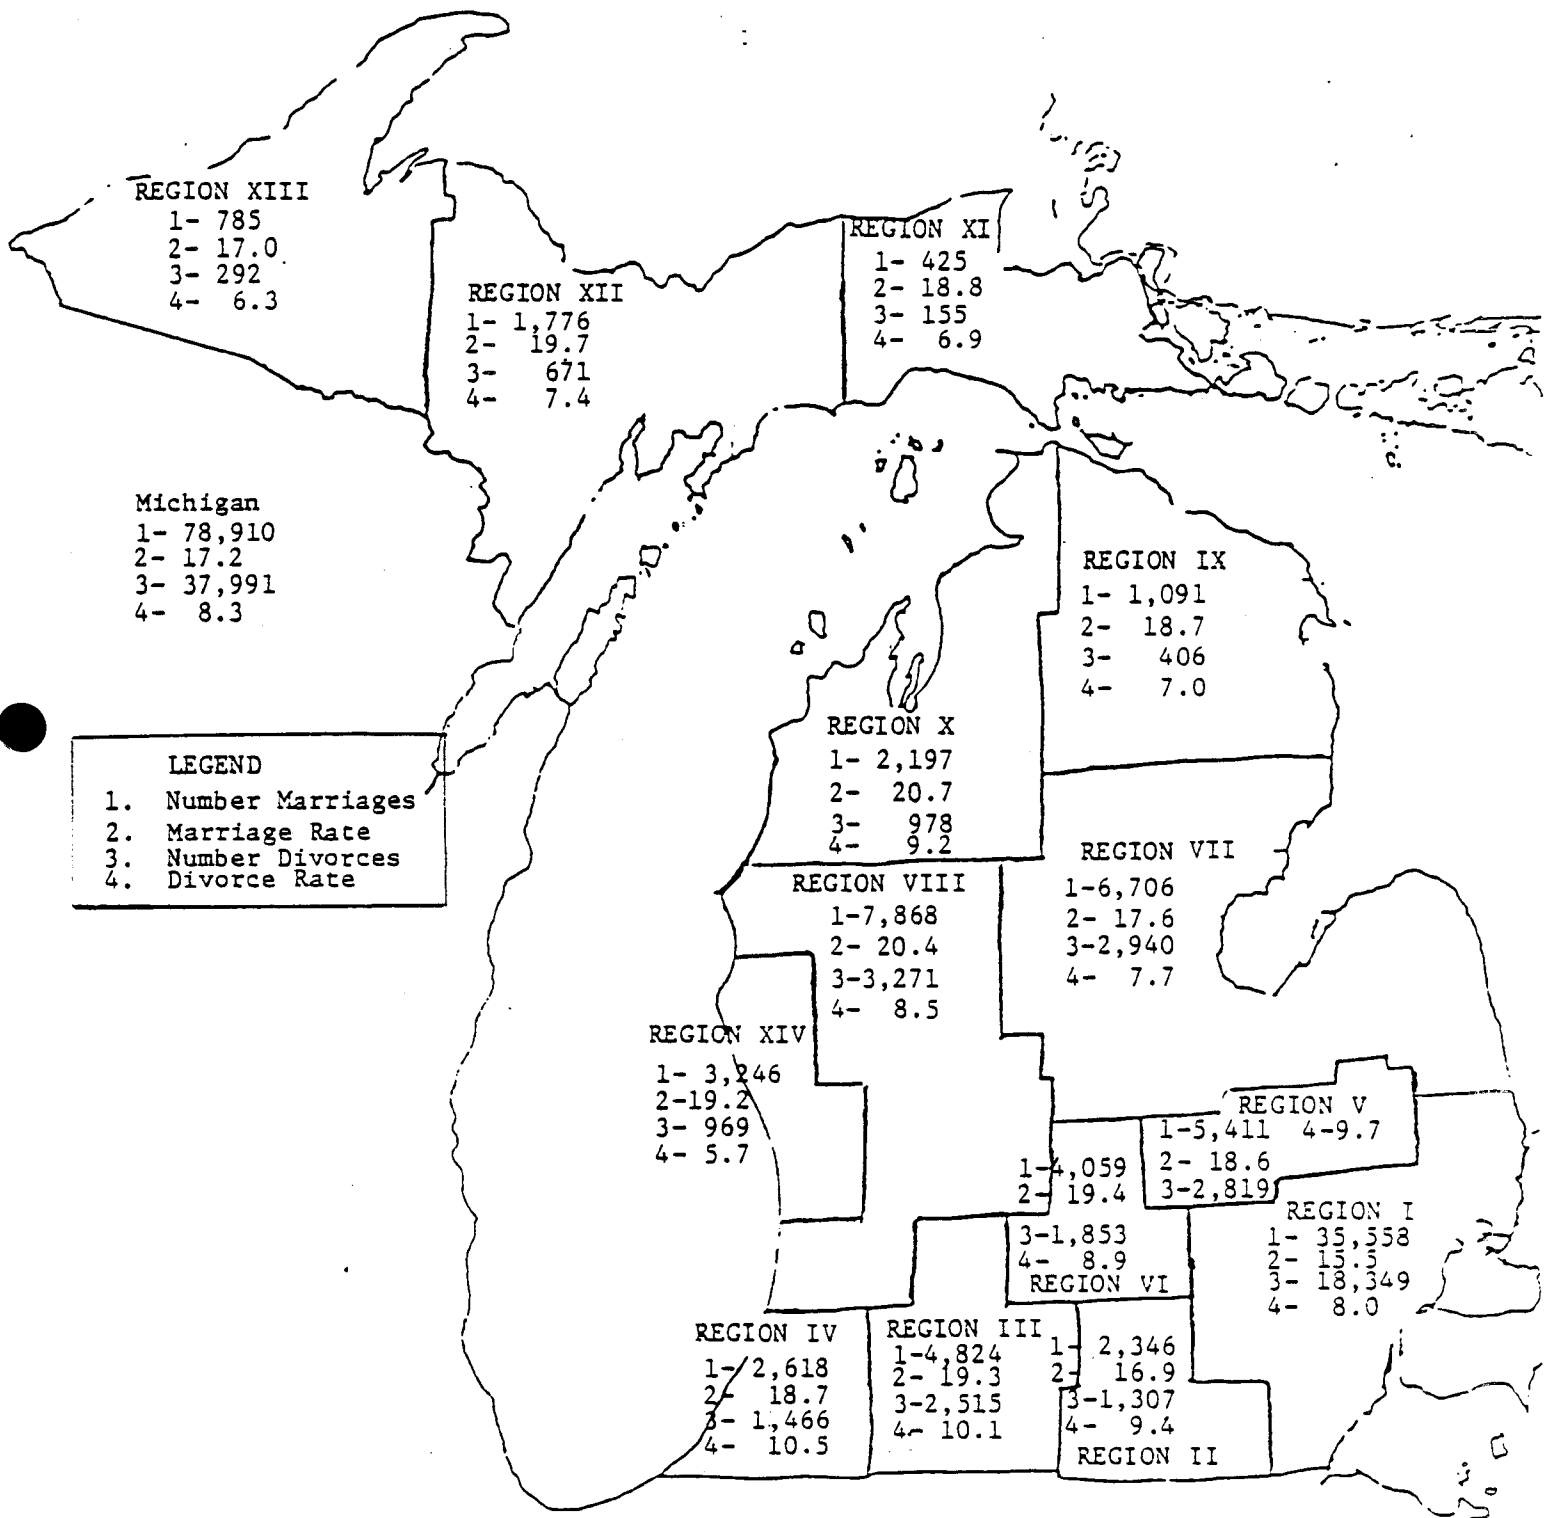 REGION XIII
1- 785
2- 17.0
3- 292
4- 6.3
REGION XII
1- 1,776
2- 19.7
3- 671
4- 7.4
REGION XI
1- 425
2- 18.8
3- 155
4- 6.9
Michigan
1- 78,910
2- 17.2
3- 37,991
4- 8.3
REGION IX
1- 1,091
2- 18.7
3- 406
4- 7.0
LEGEND
1. Number Marriages
2. Marriage Rate
3. Number Divorces
4. Divorce Rate
REGION X
1- 2,197
2- 20.7
3- 978
4- 9.2
REGION VIII
1-7,868
2- 20.4
3-3,271
4- 8.5
REGION VII
1-6,706
2- 17.6
3-2,940
4- 7.7
REGION XIV
1- 3,246
2-19.2
3- 969
4- 5.7
REGION V
1-5,411 4-9.7
2- 18.6
3-2,819
1-4,059
2- 19.4
3-1,853
4- 8.9
REGION VI
REGION I
1- 35,558
2- 15.5
3- 18,349
4- 8.0
REGION IV
1- 2,618
2- 18.7
3- 1,466
4- 10.5
REGION III
1-4,824
2- 19.3
3-2,515
4- 10.1
1- 2,346
2- 16.9
3-1,307
4- 9.4
REGION II